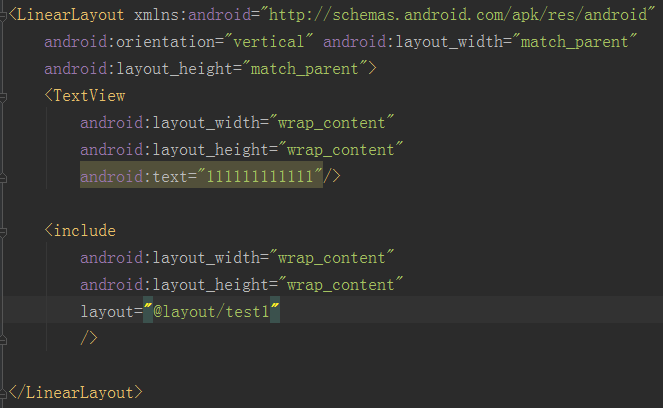 <LinearLayout xmlns:android="http://schemas.android.com/apk/res/android"
    android:orientation="vertical" android:layout_width="match_parent"
    android:layout_height="match_parent">
    <TextView
        android:layout_width="wrap_content"
        android:layout_height="wrap_content"
        android:text="111111111111"/>
    <include
        android:layout_width="wrap_content"
        android:layout_height="wrap_content"
        layout="@layout/test1"
        />
</LinearLayout>